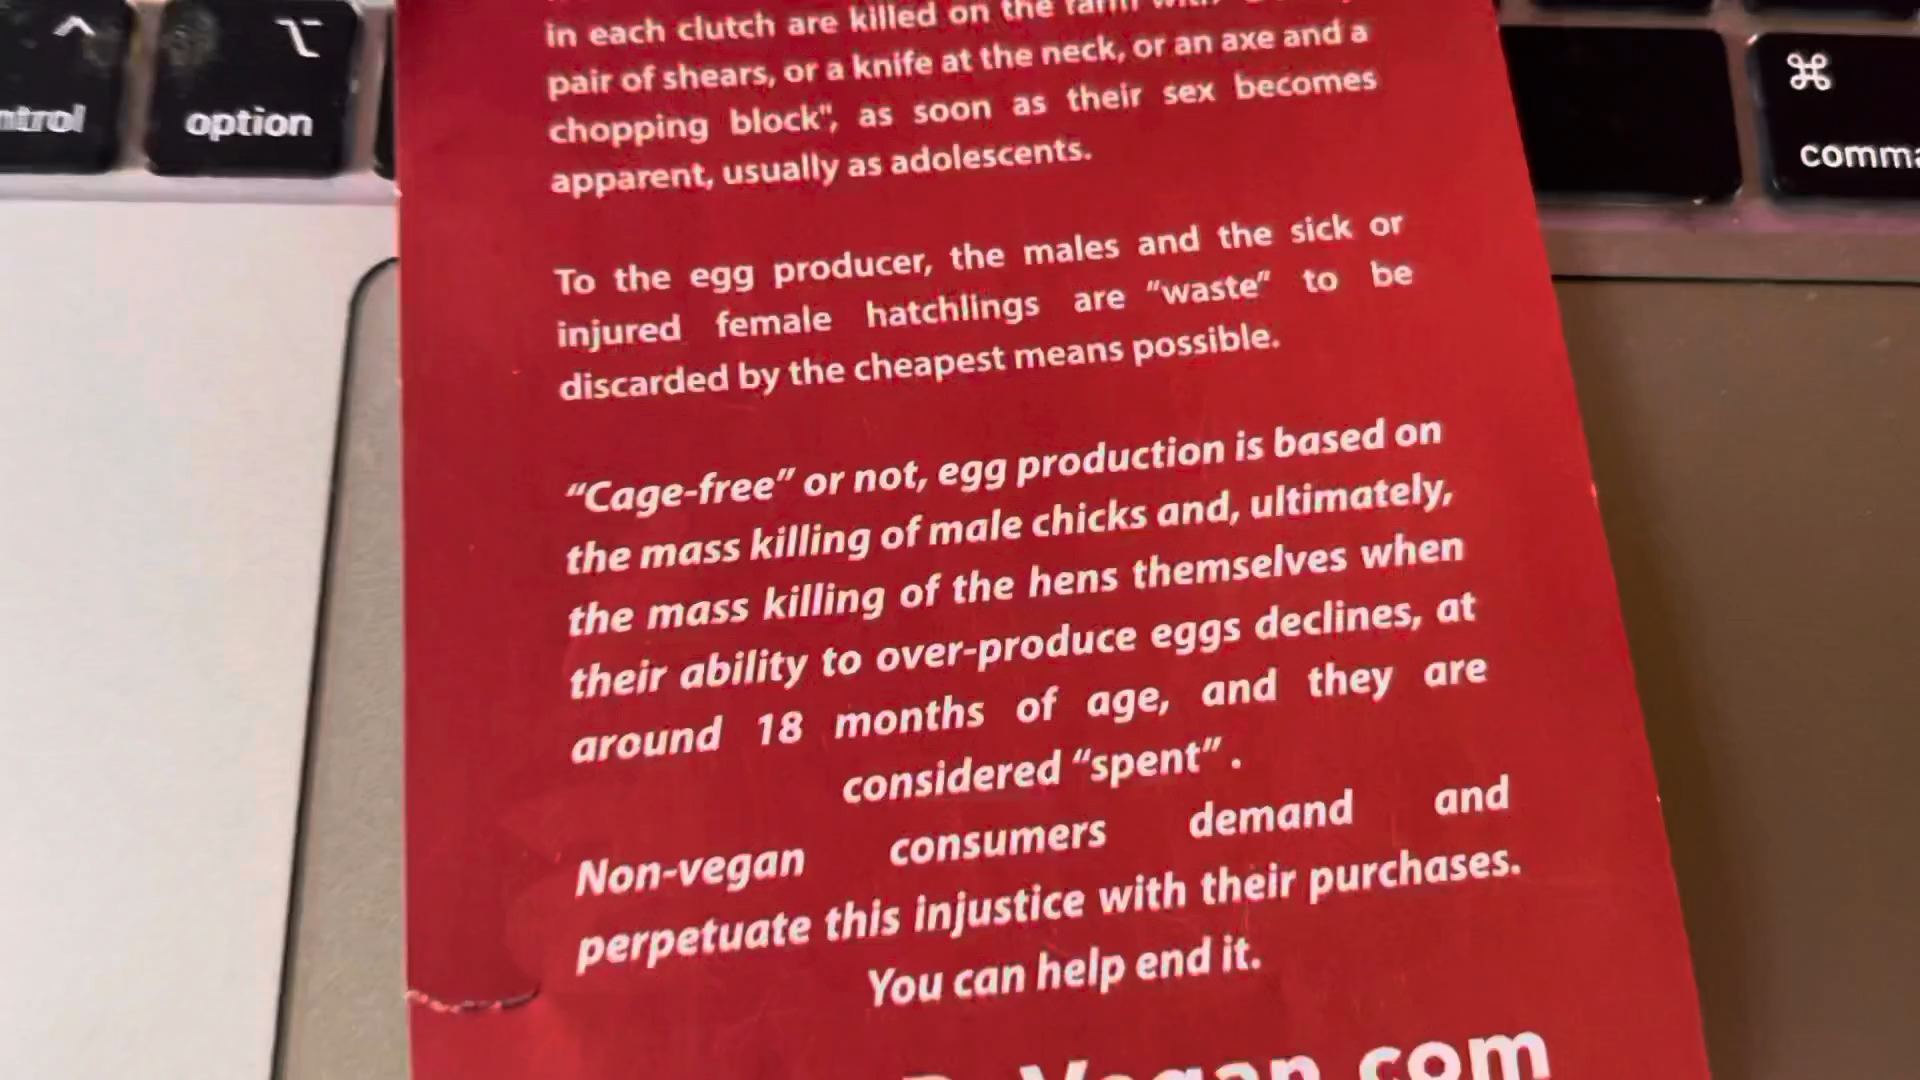 ^
⌥
option
⌘
in each clutch are killed on the farm with
pair of shears, or a knife at the neck, or an axe and a
chopping block", as soon as their sex becomes
apparent, usually as adolescents.
To the egg producer, the males and the sick or
injured female hatchlings are “waste” to be
discarded by the cheapest means possible.
“Cage-free” or not, egg production is based on
the mass killing of male chicks and, ultimately,
the mass killing of the hens themselves when
their ability to over-produce eggs declines, at
around 18 months of age, and they are
considered “spent”.
Non-vegan consumers demand and
perpetuate this injustice with their purchases.
You can help end it.
Vegan.com